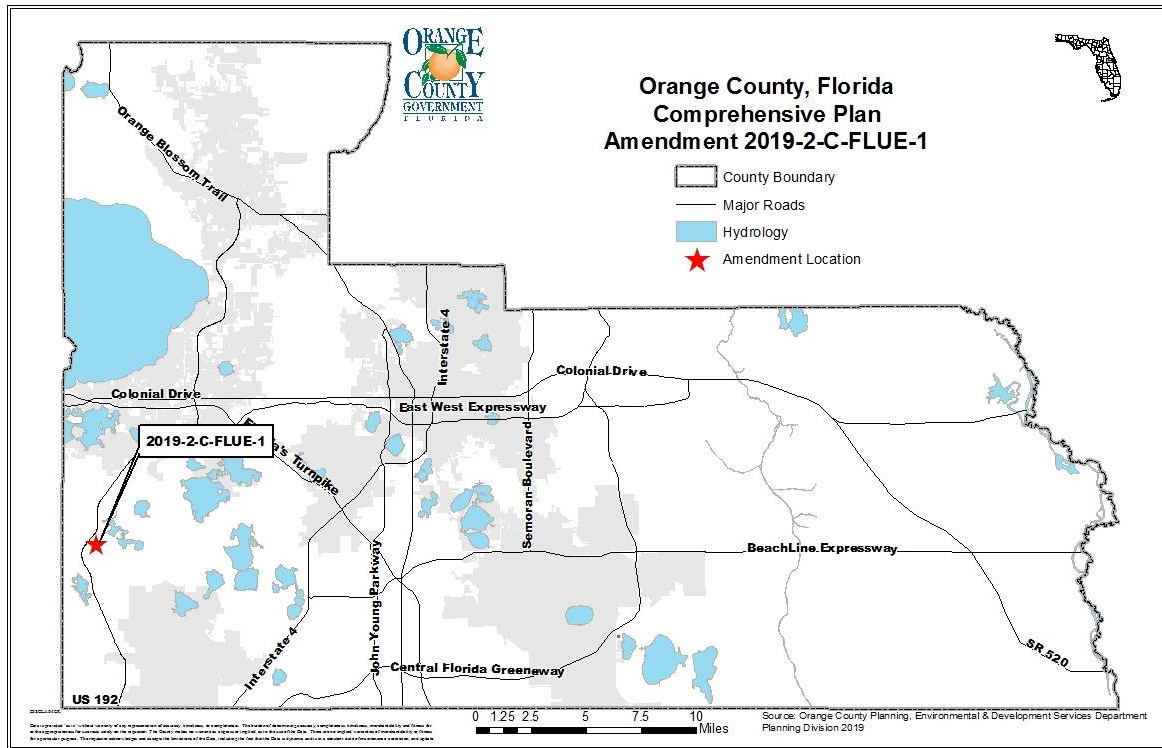 ORANGE
COUNTY
GOVERNMENT
FLORIDA
Orange County, Florida
Comprehensive Plan
Amendment 2019-2-C-FLUE-1
County Boundary
Major Roads
Hydrology
Amendment Location
Orange Blossom Trail
Interstate 4
Colonial Drive
Colonial Drive
East West Expressway
2019-2-C-FLUE-1
's Turnpike
Semoran Boulevard
BeachLine Expressway
John Young Parkway
Interstate 4
Central Florida Greeneway
SR 520
US 192
DISCLAIMER
0 1.25 2.5 5 7.5 10
Miles
Source: Orange County Planning, Environmental & Development Services Department
Planning Division 2019